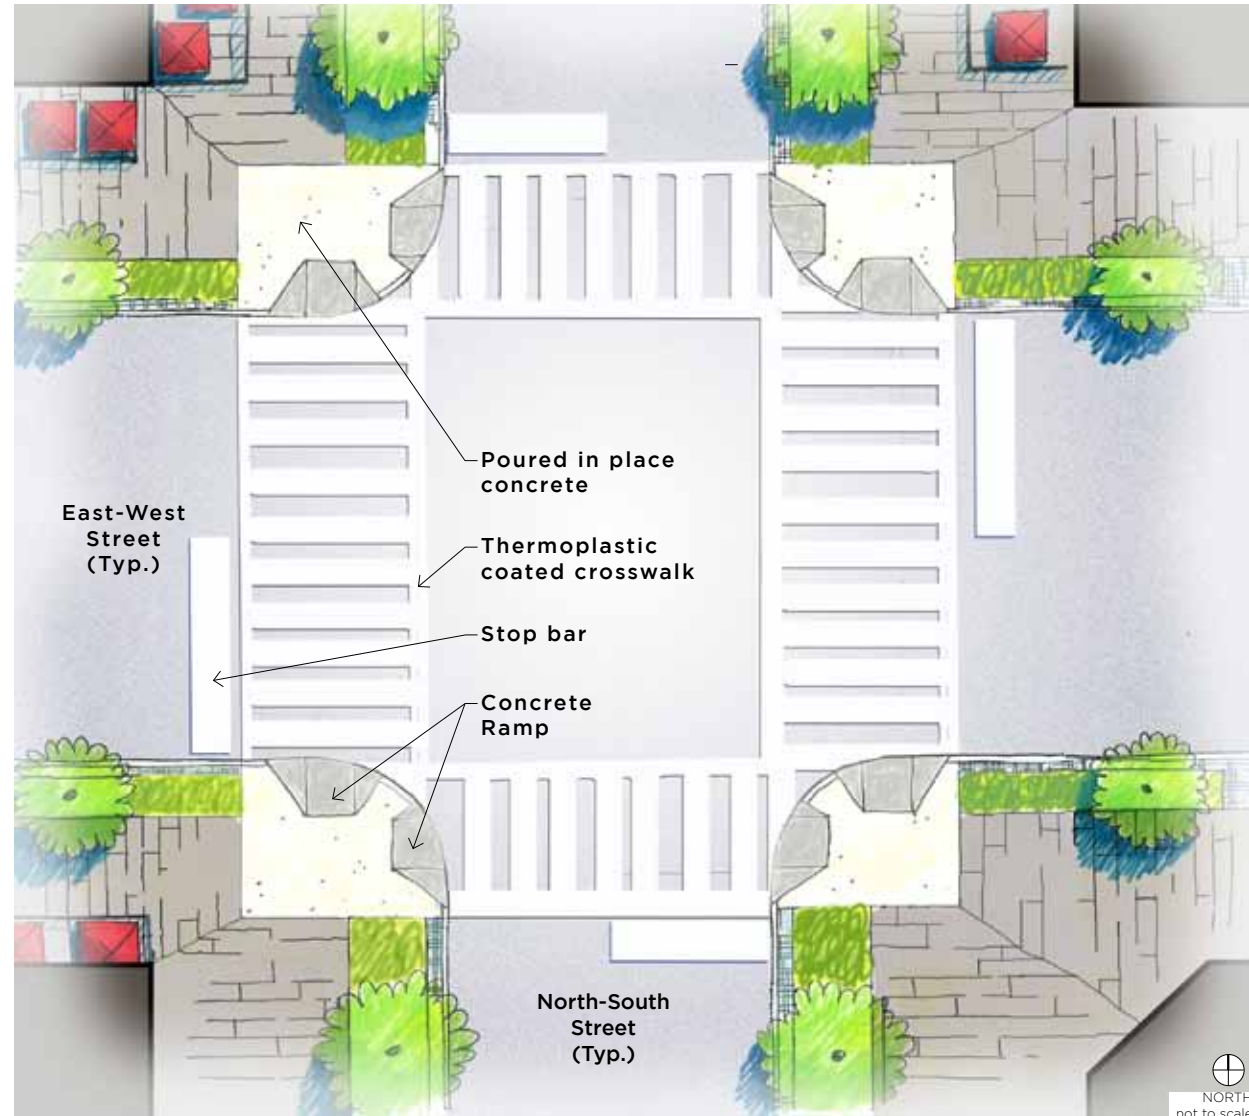 Poured in place
concrete
East-West
Street
(Typ.)
Thermoplastic
coated crosswalk
Stop bar
Concrete
Ramp
North-South
Street
(Typ.)
NORTH
not to scale